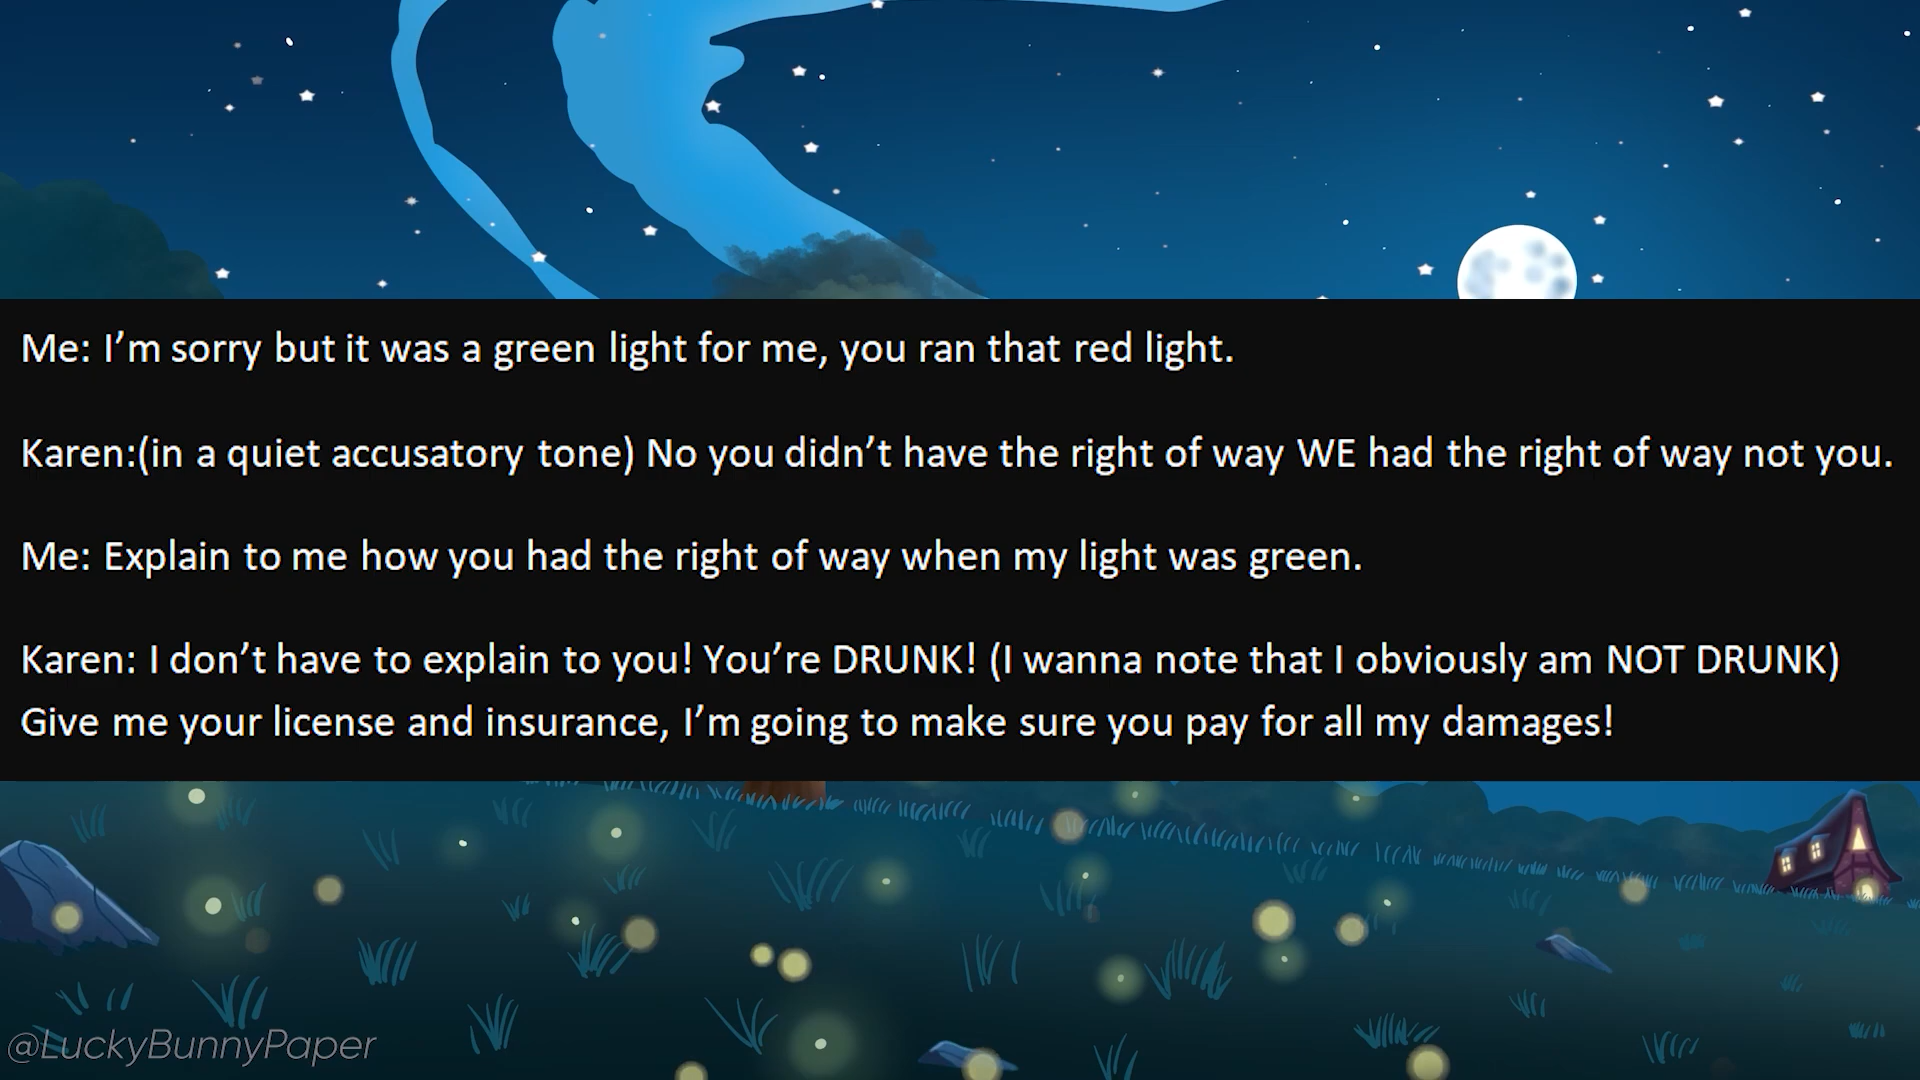 Me: I’m sorry but it was a green light for me, you ran that red light.
Karen:(in a quiet accusatory tone) No you didn’t have the right of way WE had the right of way not you.
Me: Explain to me how you had the right of way when my light was green.
Karen: I don’t have to explain to you! You’re DRUNK! (I wanna note that I obviously am NOT DRUNK)
Give me your license and insurance, I’m going to make sure you pay for all my damages!
@LuckyBunnyPaper